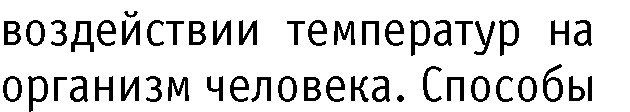 воздействии температур на
организм человека. Способы